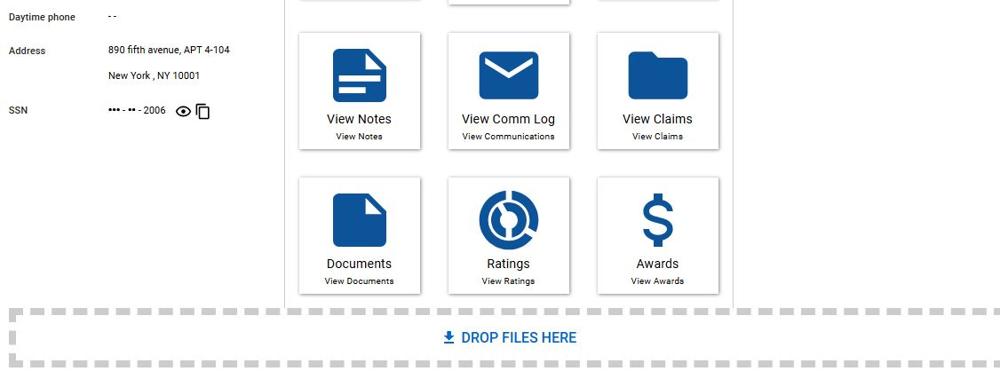 Daytime phone - -
Address 890 fifth avenue, APT 4-104
New York , NY 10001
SSN ••• - •• - 2006
View Notes
View Notes
View Comm Log
View Communications
View Claims
View Claims
Documents
View Documents
Ratings
View Ratings
Awards
View Awards
DROP FILES HERE